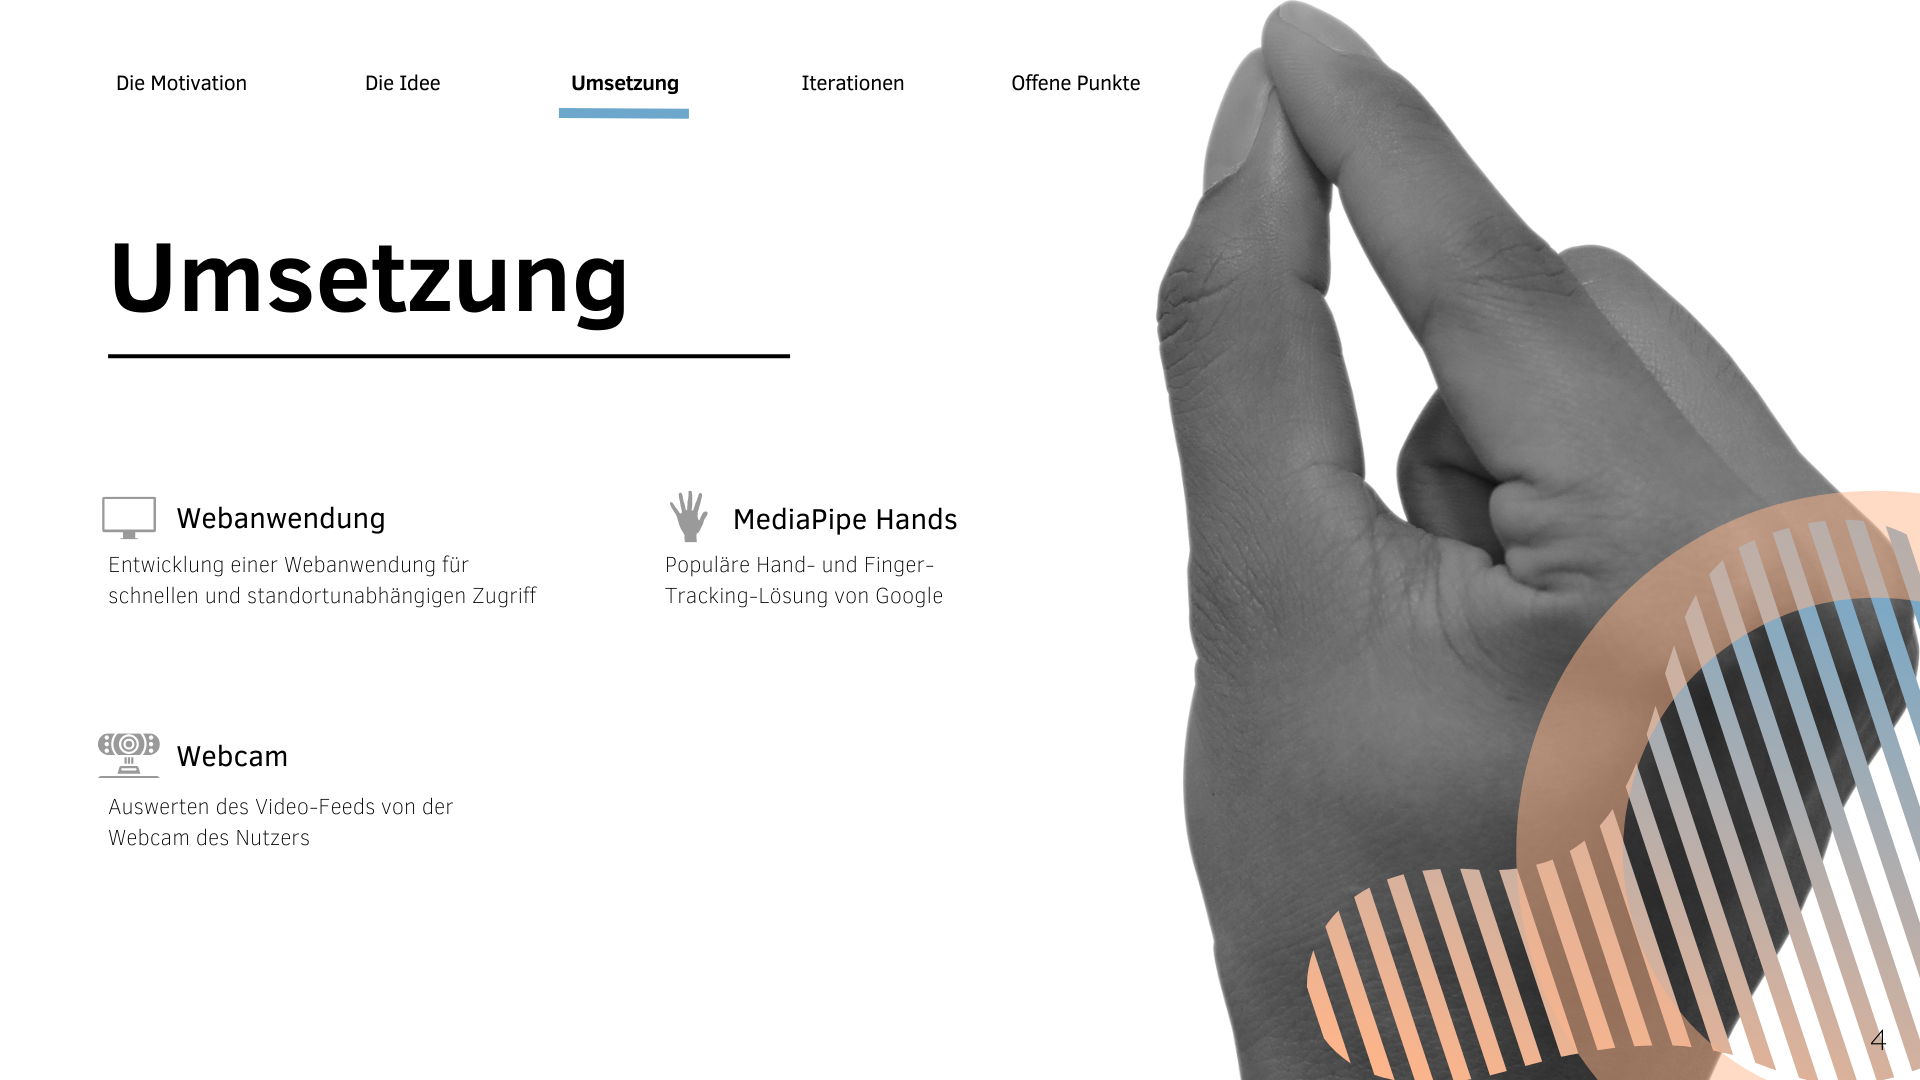 Die Motivation
Die Idee
Umsetzung
Iterationen
Offene Punkte
Umsetzung
Webanwendung
Entwicklung einer Webanwendung für
schnellen und standortunabhängigen Zugriff
MediaPipe Hands
Populäre Hand- und Finger-
Tracking-Lösung von Google
Webcam
Auswerten des Video-Feeds von der
Webcam des Nutzers
4